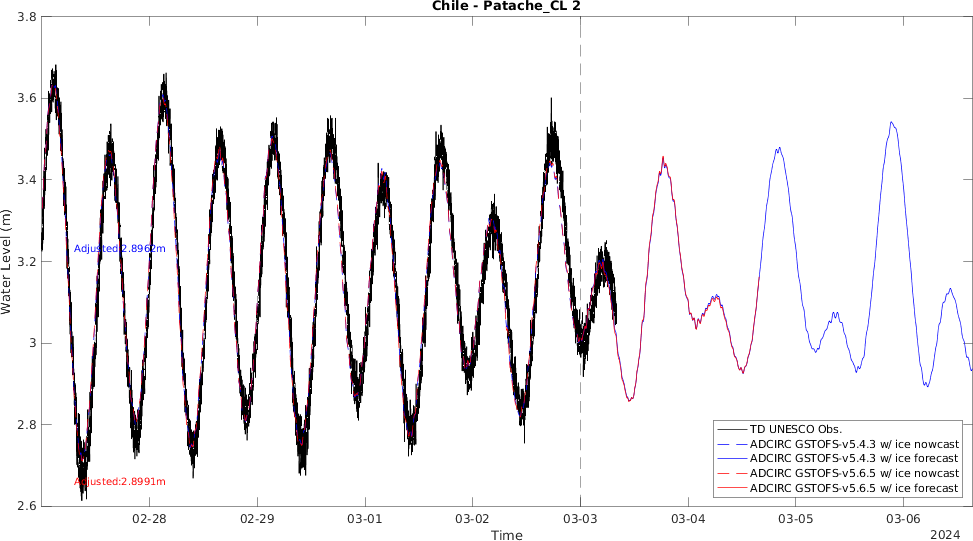 Chile - Patache_CL 2
Water Level (m)
3.8
3.6
3.4
3.2
3
2.8
2.6
Adjusted:2.8962m
Adjusted:2.8991m
TD UNESCO Obs.
ADCIRC GSTOFS-v5.4.3 w/ ice nowcast
ADCIRC GSTOFS-v5.4.3 w/ ice forecast
ADCIRC GSTOFS-v5.6.5 w/ ice nowcast
ADCIRC GSTOFS-v5.6.5 w/ ice forecast
02-28 02-29 03-01 03-02 03-03 03-04 03-05 03-06
Time
2024